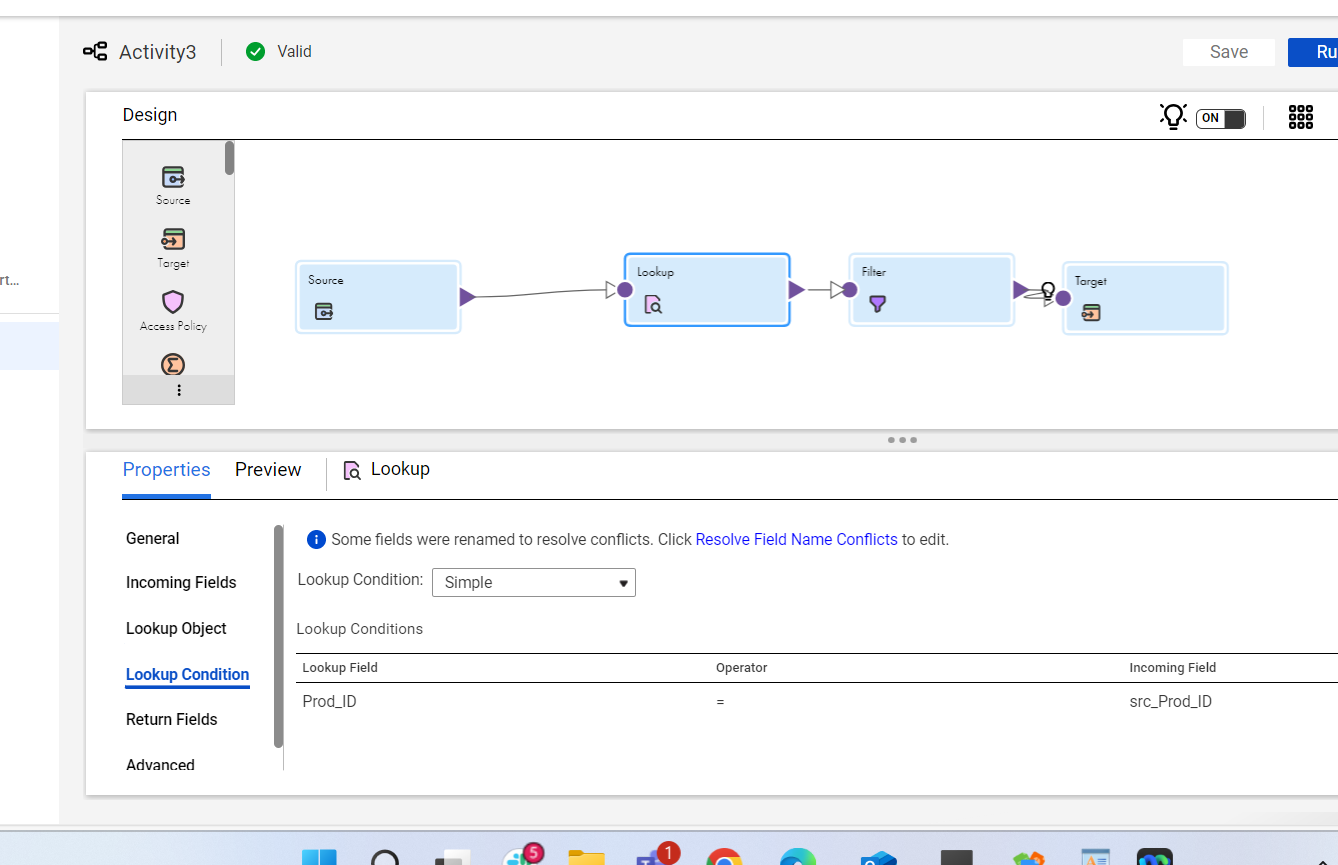 Activity3
Valid
Save
Ru
Design
ON
Source
Target
Access Policy
Source
Lookup
Filter
Target
rt...
Properties
Preview
Lookup
General
Incoming Fields
Lookup Object
Lookup Condition
Return Fields
Advanced
Some fields were renamed to resolve conflicts. Click Resolve Field Name Conflicts to edit.
Lookup Condition: Simple
Lookup Conditions
Lookup Field Operator Incoming Field
Prod_ID = src_Prod_ID
5
1